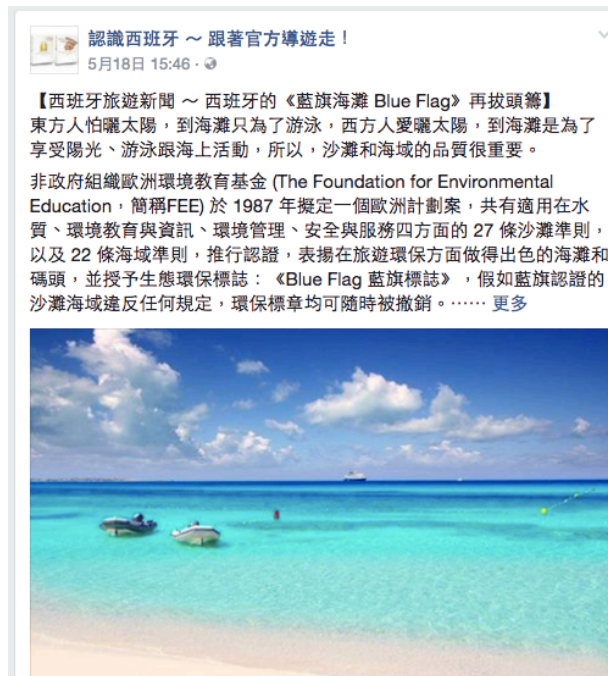 認識西班牙 ～ 跟著官方導遊走！
5月18日 15:46 ·
【西班牙旅遊新聞 ～ 西班牙的《藍旗海灘 Blue Flag》再拔頭籌】
東方人怕曬太陽，到海灘只為了游泳，西方人愛曬太陽，到海灘是為了
享受陽光、游泳跟海上活動，所以，沙灘和海域的品質很重要。
非政府組織歐洲環境教育基金 (The Foundation for Environmental
Education，簡稱FEE) 於 1987 年擬定一個歐洲計劃案，共有適用在水
質、環境教育與資訊、環境管理、安全與服務四方面的 27 條沙灘準則，
以及 22 條海域準則，推行認證，表揚在旅遊環保方面做得出色的海灘和
碼頭，並授予生態環保標誌：《Blue Flag 藍旗標誌》，假如藍旗認證的
沙灘海域違反任何規定，環保標章均可隨時被撤銷。⋯⋯ 更多